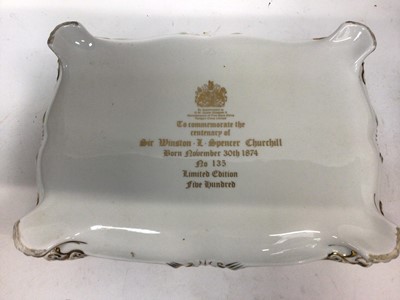 To commemorate the
centenary of
Sir Winston · L · Spencer Churchill
Born November 30th 1874
No 135
Limited Edition
Five Hundred